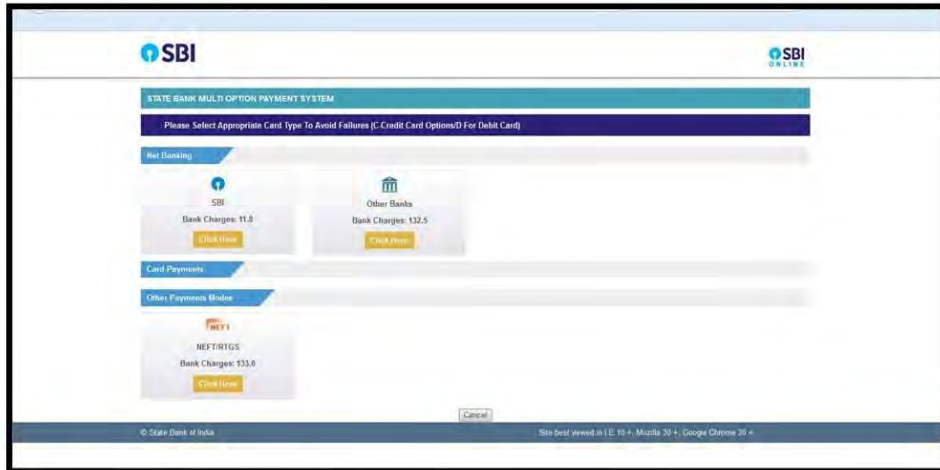 SBI
SBI
ONLINE
STATE BANK MULTI OPTION PAYMENT SYSTEM
Please Select Appropriate Card Type To Avoid Failures (C-Credit Card Options/D For Debit Card)
Net Banking
SBI
Bank Charges: 11.8
Click Here
Other Banks
Bank Charges: 132.5
Click Here
Card Payments
Other Payments Modes
NEFT
NEFT/RTGS
Bank Charges: 133.0
Click Here
Cancel
© State Bank of India
Site best viewed in I.E 10 +, Mozilla 30 +, Google Chrome 30 +